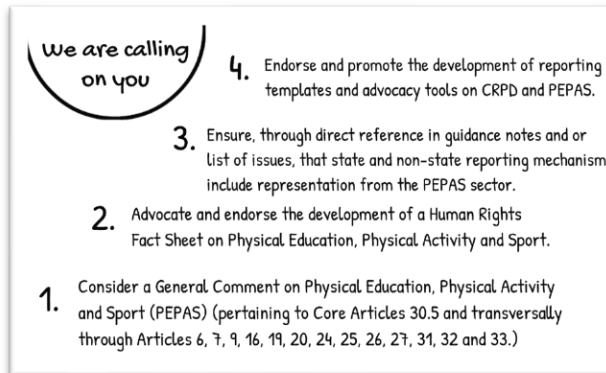 we are calling
on you
4. Endorse and promote the development of reporting
templates and advocacy tools on CRPD and PEPAS.
3. Ensure, through direct reference in guidance notes and or
list of issues, that state and non-state reporting mechanism
include representation from the PEPAS sector.
2. Advocate and endorse the development of a Human Rights
Fact Sheet on Physical Education, Physical Activity and Sport.
1. Consider a General Comment on Physical Education, Physical Activity
and Sport (PEPAS) (pertaining to Core Articles 30.5 and transversally
through Articles 6, 7, 9, 16, 19, 20, 24, 25, 26, 27, 31, 32 and 33.)